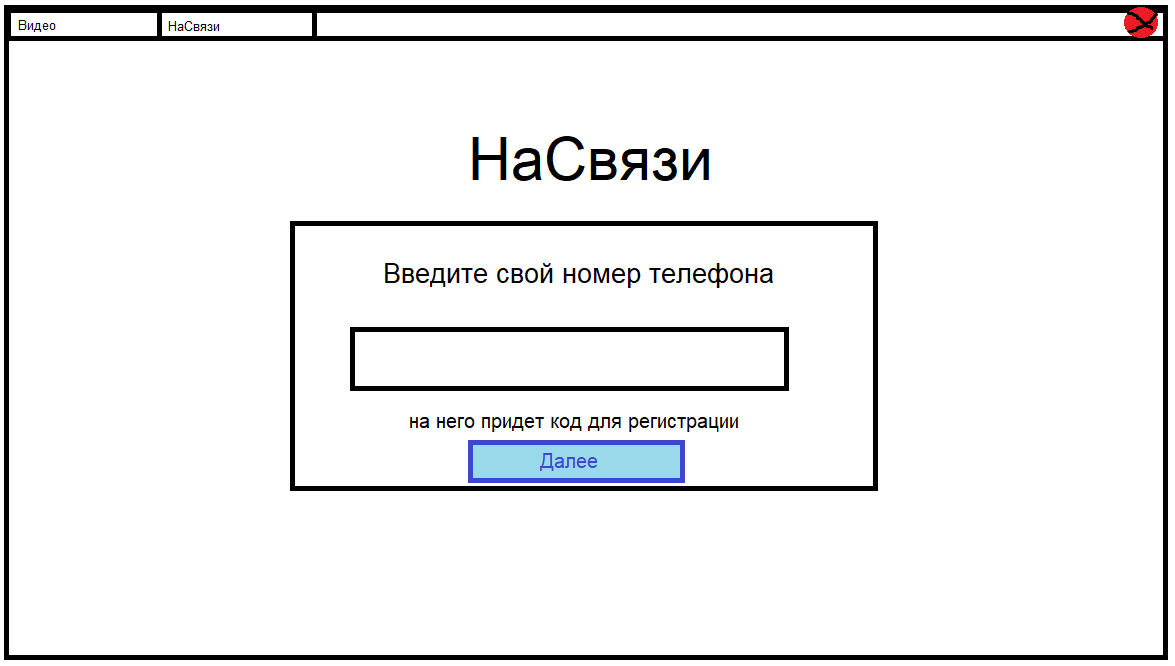 Видео
НаСвязи
НаСвязи
Введите свой номер телефона
на него придет код для регистрации
Далее